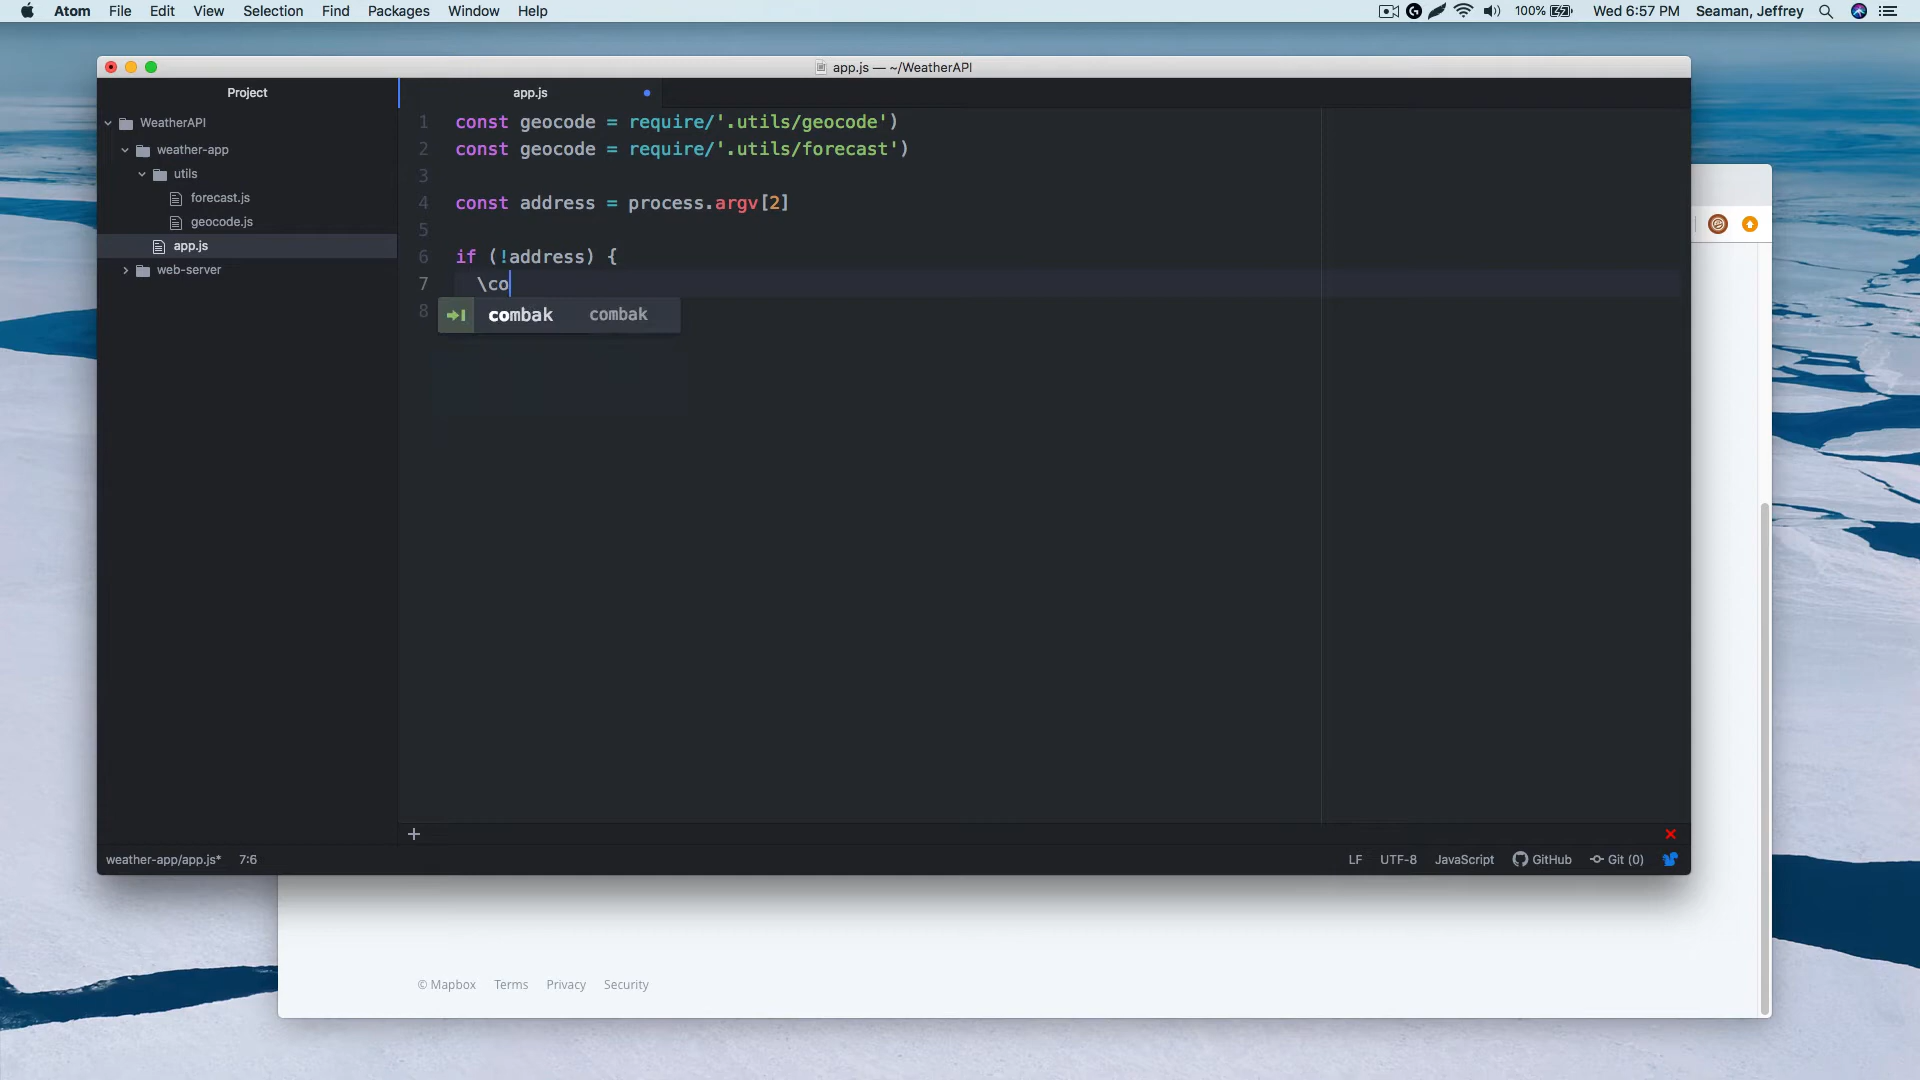 Atom File Edit View Selection Find Packages Window Help 100% Wed 6:57 PM Seaman, Jeffrey
app.js — ~/WeatherAPI
Project
app.js
WeatherAPI
weather-app
utils
forecast.js
geocode.js
app.js
web-server
1 const geocode = require/'.utils/geocode')
2 const geocode = require/'.utils/forecast')
3
4 const address = process.argv[2]
5
6 if (!address) {
7 \co
8
combak combak
weather-app/app.js* 7:6 LF UTF-8 JavaScript GitHub Git (0)
© Mapbox Terms Privacy Security